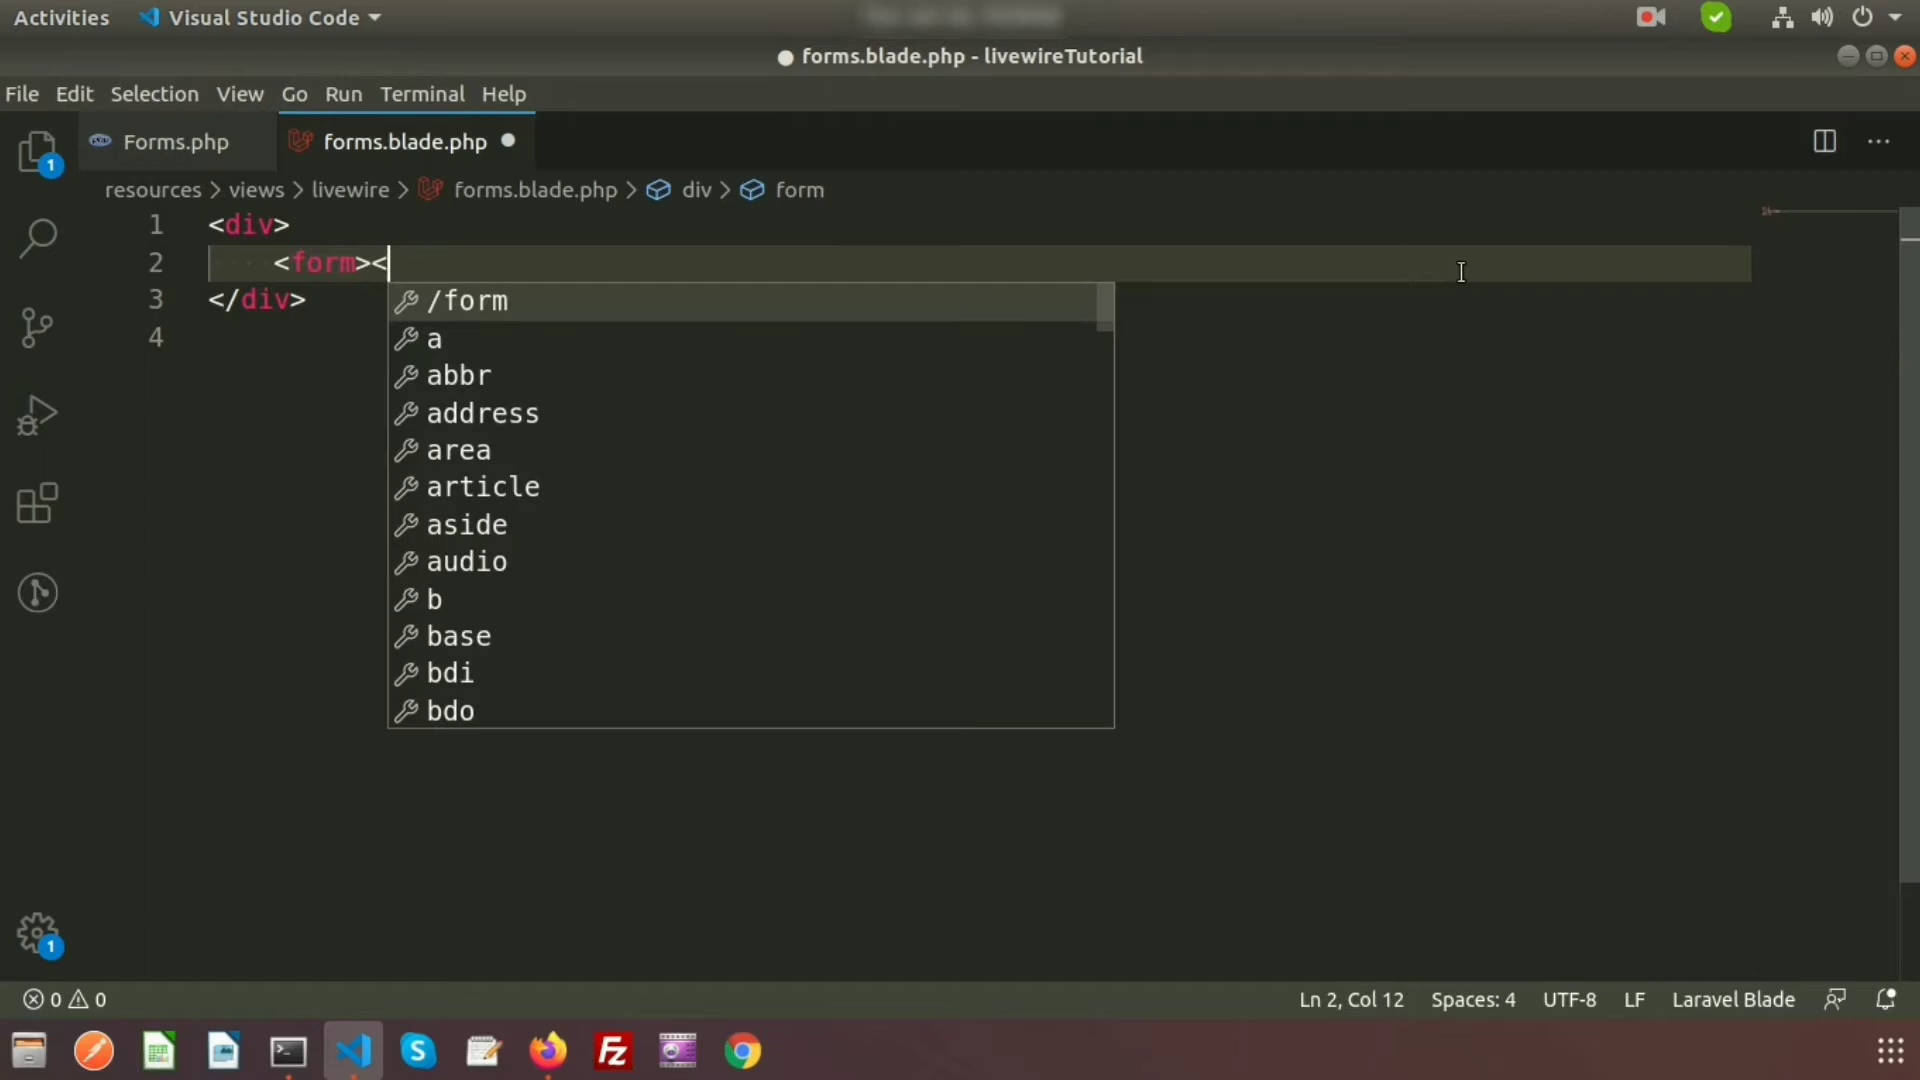 Activities Visual Studio Code
forms.blade.php - livewireTutorial
File Edit Selection View Go Run Terminal Help
1 Forms.php forms.blade.php
resources > views > livewire > forms.blade.php > div > form
1 <div>
2 <form><
3 </div>
4
/form
a
abbr
address
area
article
aside
audio
b
base
bdi
bdo
1
0 0 Ln 2, Col 12 Spaces: 4 UTF-8 LF Laravel Blade
S
Fz